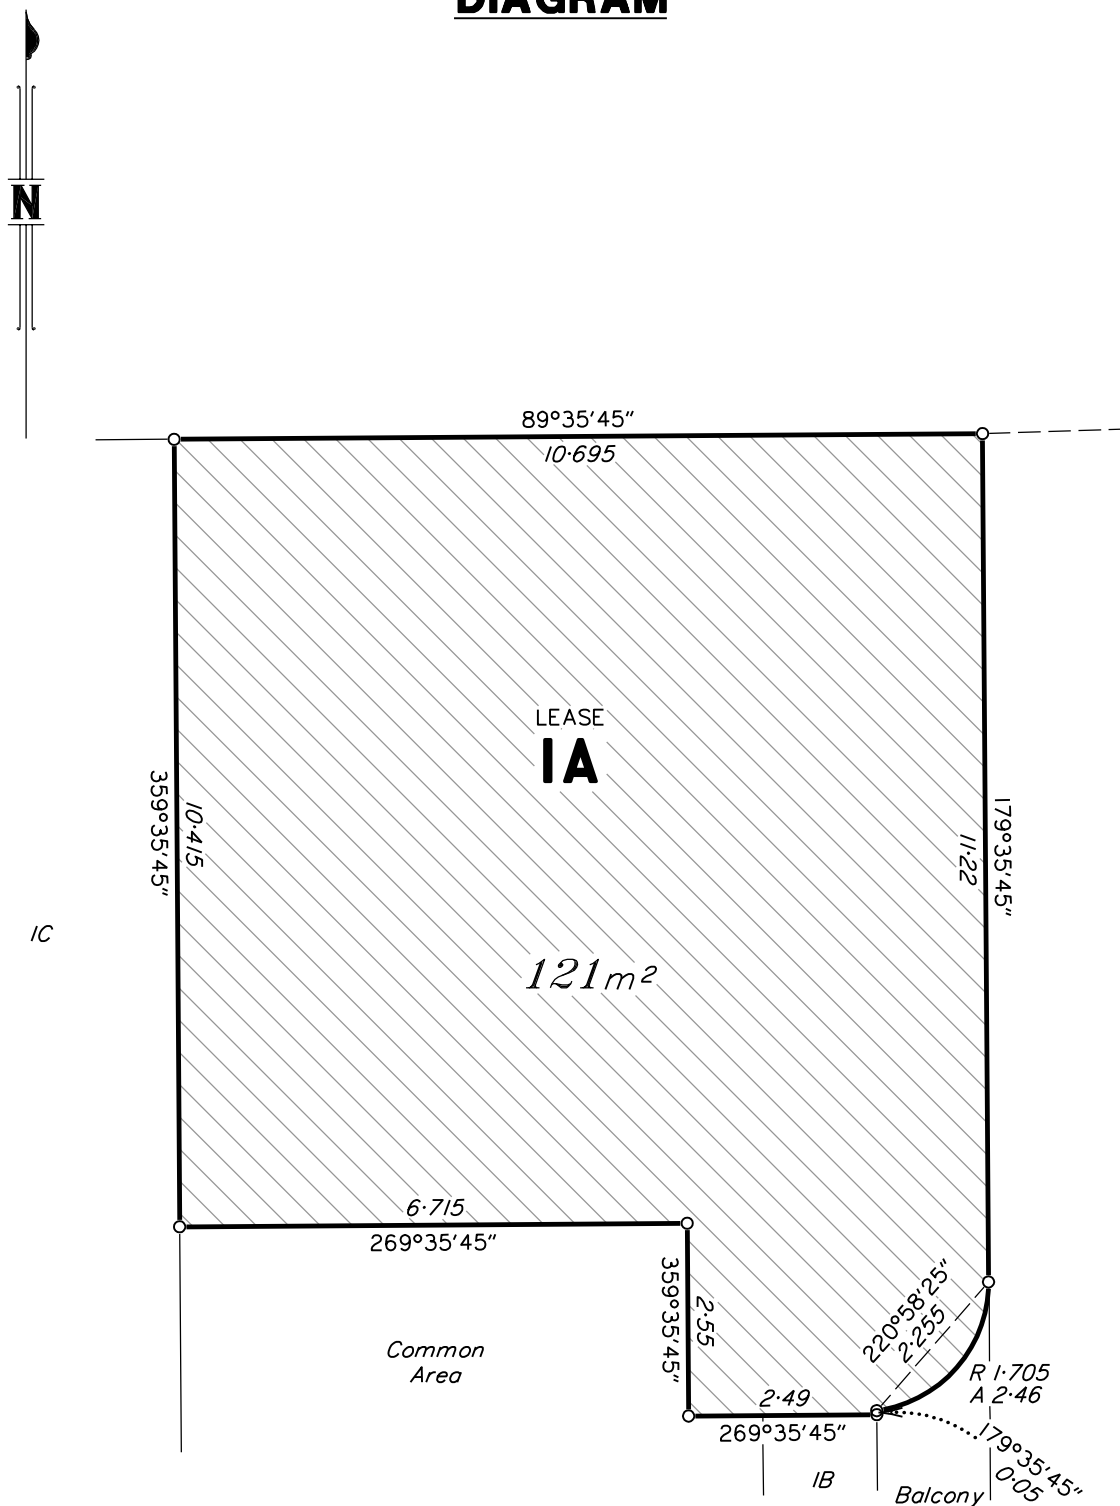 DIAGRAM
N
89°35'45"
10·695
LEASE
1A
359°35'45"
10·415
11·22
179°35'45"
1C
121m²
6·715
269°35'45"
359°35'45"
2·55
220°58'25"
2·255
Common
Area
R 1·705
A 2·46
2·49
269°35'45"
179°35'45"
0·05
1B
Balcony